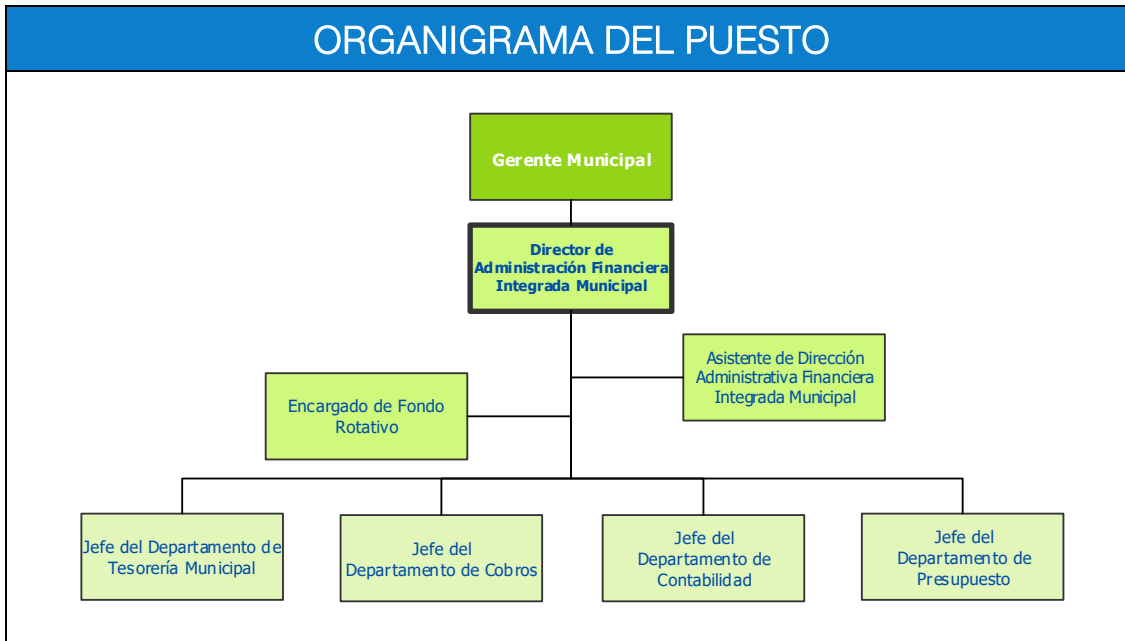 ORGANIGRAMA DEL PUESTO
Gerente Municipal
Director de
Administración Financiera
Integrada Municipal
Asistente de Dirección
Administrativa Financiera
Integrada Municipal
Encargado de Fondo
Rotativo
Jefe del Departamento de
Tesorería Municipal
Jefe del
Departamento de Cobros
Jefe del
Departamento de
Contabilidad
Jefe del
Departamento de
Presupuesto